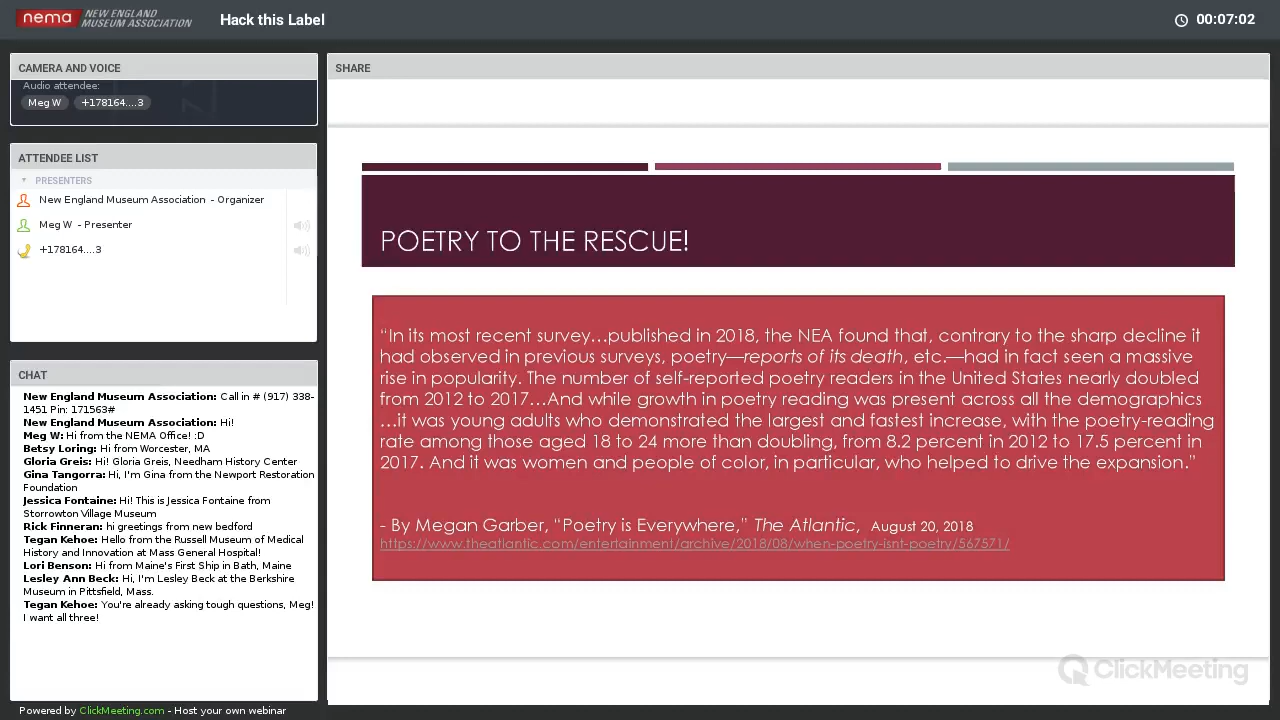 nema NEW ENGLAND
MUSEUM ASSOCIATION
Hack this Label
00:07:02
CAMERA AND VOICE
Audio attendee:
Meg W +178164....3
ATTENDEE LIST
PRESENTERS
New England Museum Association - Organizer
Meg W - Presenter
+178164....3
CHAT
New England Museum Association: Call in # (917) 338-
1451 Pin: 171563#
New England Museum Association: Hi!
Meg W: Hi from the NEMA Office! :D
Betsy Loring: Hi from Worcester, MA
Gloria Greis: Hi! Gloria Greis, Needham History Center
Gina Tangorra: Hi, I'm Gina from the Newport Restoration
Foundation
Jessica Fontaine: Hi! This is Jessica Fontaine from
Storrowton Village Museum
Rick Finneran: hi greetings from new bedford
Tegan Kehoe: Hello from the Russell Museum of Medical
History and Innovation at Mass General Hospital!
Lori Benson: Hi from Maine's First Ship in Bath, Maine
Lesley Ann Beck: Hi, I'm Lesley Beck at the Berkshire
Museum in Pittsfield, Mass.
Tegan Kehoe: You're already asking tough questions, Meg!
I want all three!
Powered by ClickMeeting.com - Host your own webinar
SHARE
POETRY TO THE RESCUE!
“In its most recent survey…published in 2018, the NEA found that, contrary to the sharp decline it
had observed in previous surveys, poetry—reports of its death, etc.—had in fact seen a massive
rise in popularity. The number of self-reported poetry readers in the United States nearly doubled
from 2012 to 2017…And while growth in poetry reading was present across all the demographics
…it was young adults who demonstrated the largest and fastest increase, with the poetry-reading
rate among those aged 18 to 24 more than doubling, from 8.2 percent in 2012 to 17.5 percent in
2017. And it was women and people of color, in particular, who helped to drive the expansion.”
- By Megan Garber, “Poetry is Everywhere,” The Atlantic, August 20, 2018
https://www.theatlantic.com/entertainment/archive/2018/08/when-poetry-isnt-poetry/567571/
ClickMeeting